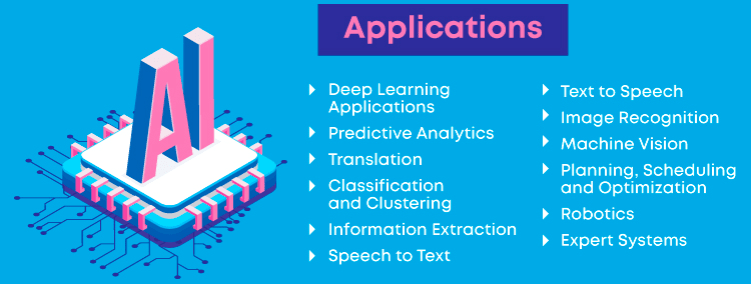 AI
Applications
Deep Learning
Applications
Predictive Analytics
Translation
Classification
and Clustering
Information Extraction
Speech to Text
Text to Speech
Image Recognition
Machine Vision
Planning, Scheduling
and Optimization
Robotics
Expert Systems